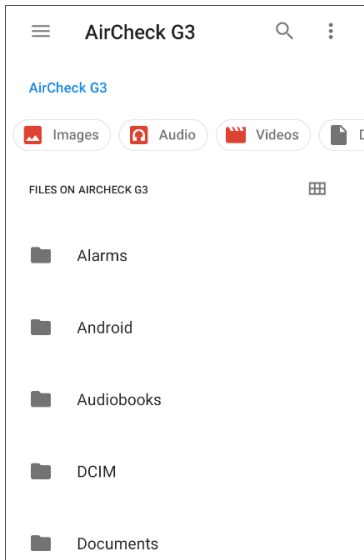 AirCheck G3
AirCheck G3
Images Audio Videos D
FILES ON AIRCHECK G3
Alarms
Android
Audiobooks
DCIM
Documents